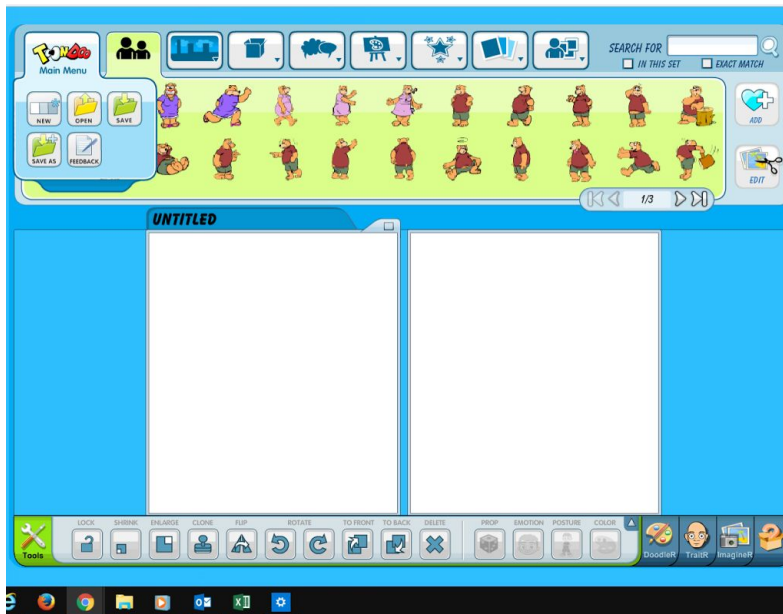 TOONDOO
Main Menu
SEARCH FOR
IN THIS SET EXACT MATCH
NEW OPEN SAVE
SAVE AS FEEDBACK
ADD
EDIT
1/3
UNTITLED
Tools
LOCK SHRINK ENLARGE CLONE FLIP ROTATE TO FRONT TO BACK DELETE PROP EMOTION POSTURE COLOR
DoodleR TraitR ImagineR